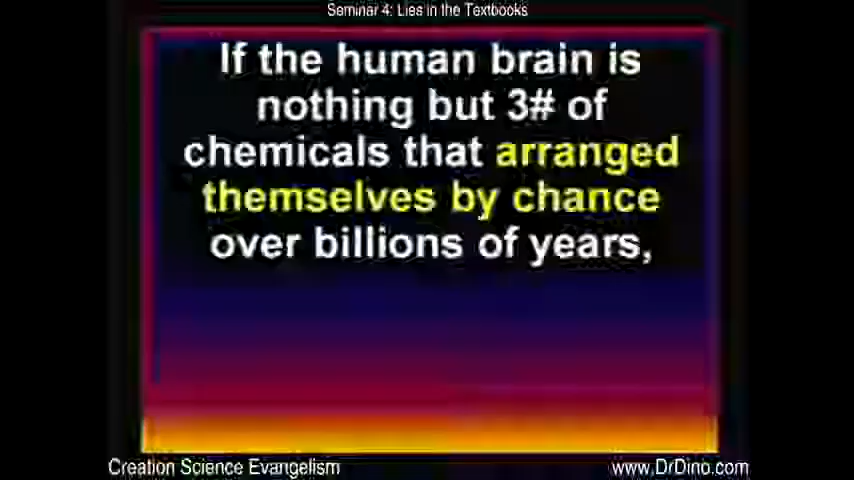 Seminar 4: Lies in the Textbooks
If the human brain is
nothing but 3# of
chemicals that arranged
themselves by chance
over billions of years,
Creation Science Evangelism
www.DrDino.com